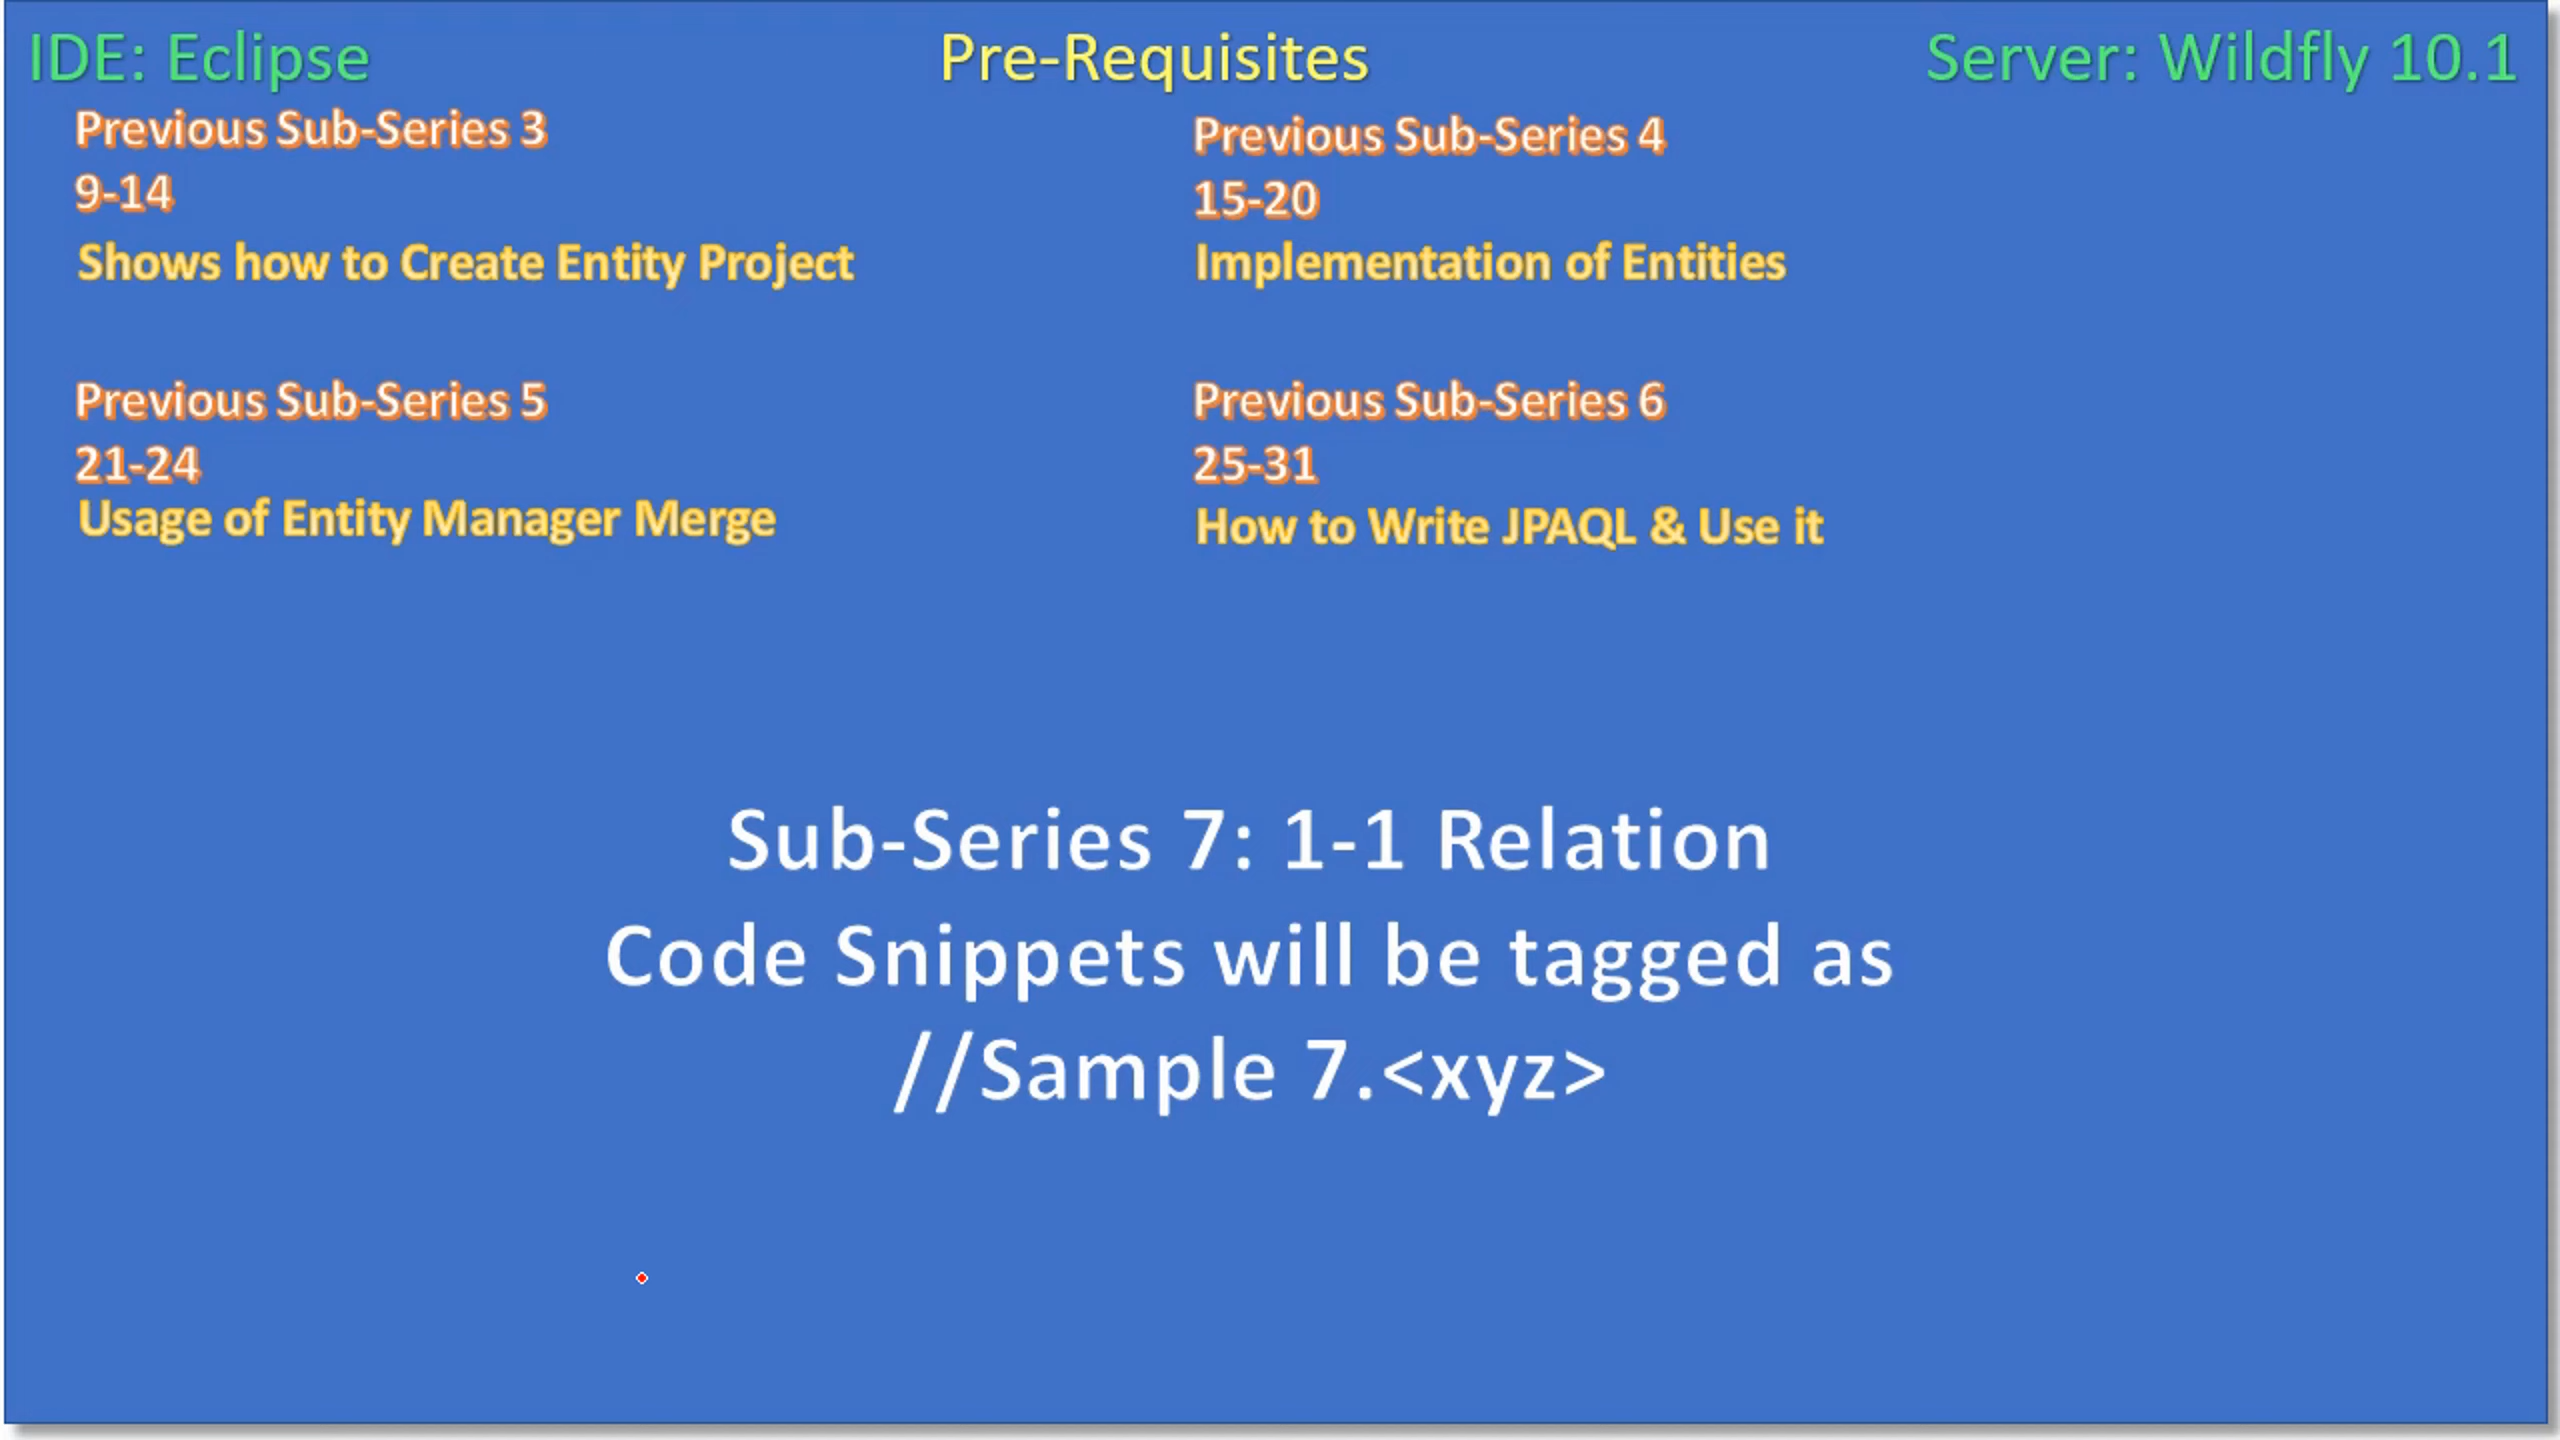 IDE: Eclipse
Pre-Requisites
Server: Wildfly 10.1
Previous Sub-Series 3
9-14
Shows how to Create Entity Project
Previous Sub-Series 4
15-20
Implementation of Entities
Previous Sub-Series 5
21-24
Usage of Entity Manager Merge
Previous Sub-Series 6
25-31
How to Write JPAQL & Use it
Sub-Series 7: 1-1 Relation
Code Snippets will be tagged as
//Sample 7.<xyz>